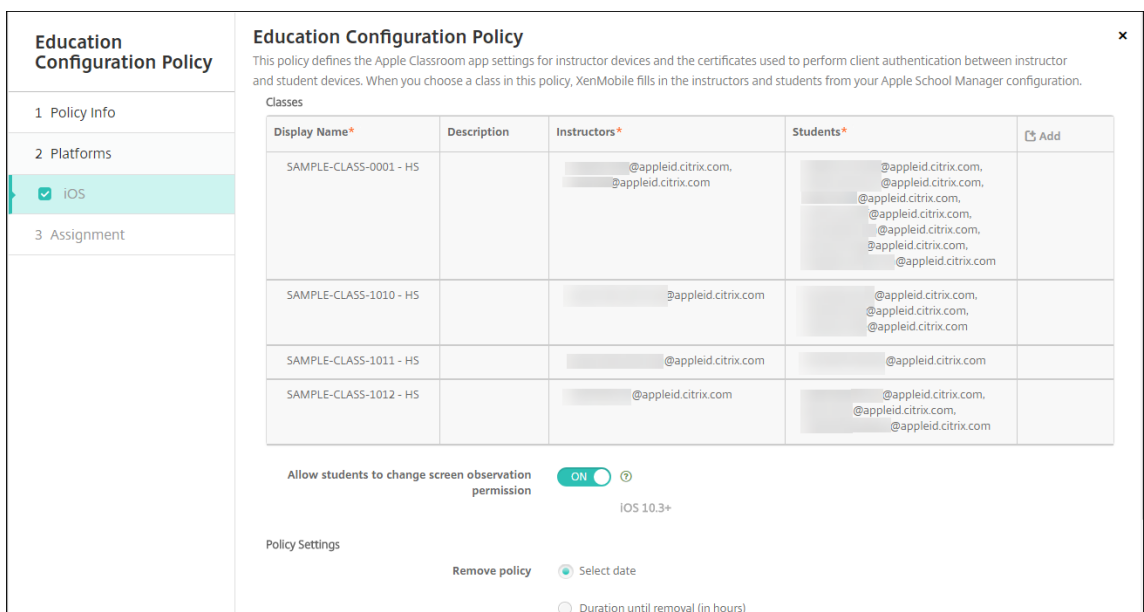 Education
Configuration Policy
1 Policy Info
2 Platforms
iOS
3 Assignment
Education Configuration Policy
×
This policy defines the Apple Classroom app settings for instructor devices and the certificates used to perform client authentication between instructor
and student devices. When you choose a class in this policy, XenMobile fills in the instructors and students from your Apple School Manager configuration.
Classes
Display Name* Description Instructors* Students* Add
SAMPLE-CLASS-0001 - HS @appleid.citrix.com, @appleid.citrix.com,
@appleid.citrix.com @appleid.citrix.com,
@appleid.citrix.com,
@appleid.citrix.com,
@appleid.citrix.com,
@appleid.citrix.com,
@appleid.citrix.com
SAMPLE-CLASS-1010 - HS @appleid.citrix.com @appleid.citrix.com,
@appleid.citrix.com,
@appleid.citrix.com
SAMPLE-CLASS-1011 - HS @appleid.citrix.com @appleid.citrix.com
SAMPLE-CLASS-1012 - HS @appleid.citrix.com @appleid.citrix.com,
@appleid.citrix.com,
@appleid.citrix.com
Allow students to change screen observation
permission
ON ?
iOS 10.3+
Policy Settings
Remove policy Select date
Duration until removal (in hours)